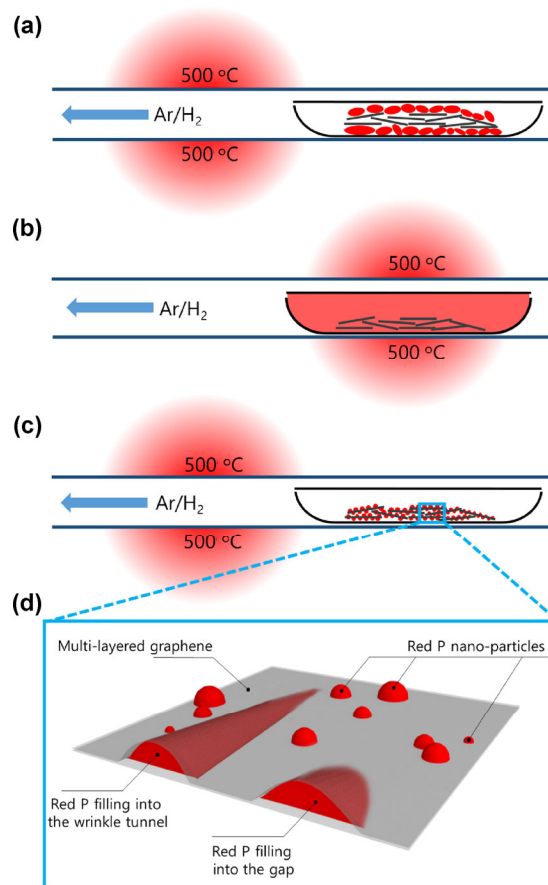 (a)
500 °C
Ar/H₂
500 °C
(b)
500 °C
Ar/H₂
500 °C
(c)
500 °C
Ar/H₂
500 °C
(d)
Multi-layered graphene
Red P nano-particles
Red P filling into
the wrinkle tunnel
Red P filling
into the gap